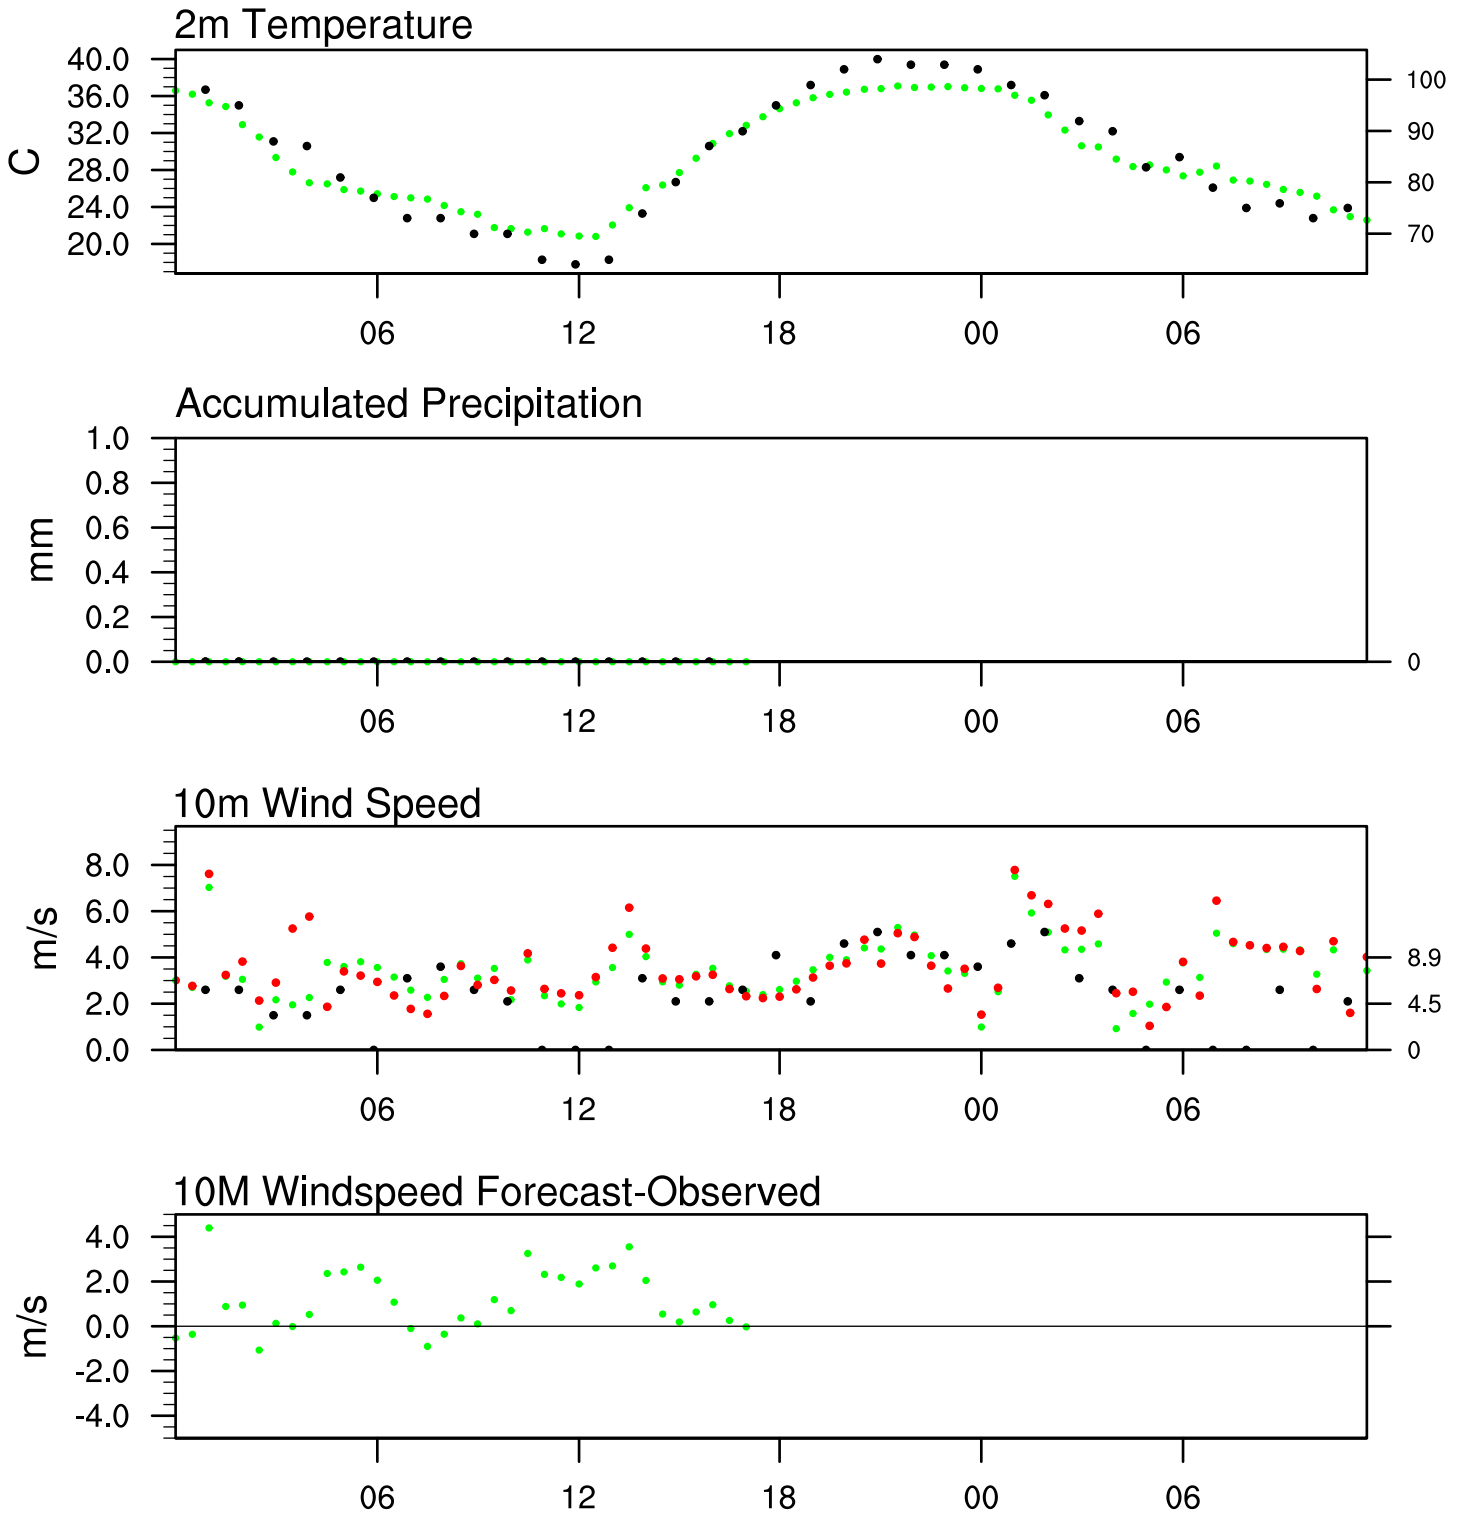 2m Temperature
40.0
36.0
32.0
28.0
24.0
20.0
C
100
90
80
70
06 12 18 00 06
Accumulated Precipitation
1.0
0.8
0.6
0.4
0.2
0.0
mm
0
06 12 18 00 06
10m Wind Speed
8.0
6.0
4.0
2.0
0.0
m/s
8.9
4.5
0
06 12 18 00 06
10M Windspeed Forecast-Observed
4.0
2.0
0.0
-2.0
-4.0
m/s
06 12 18 00 06